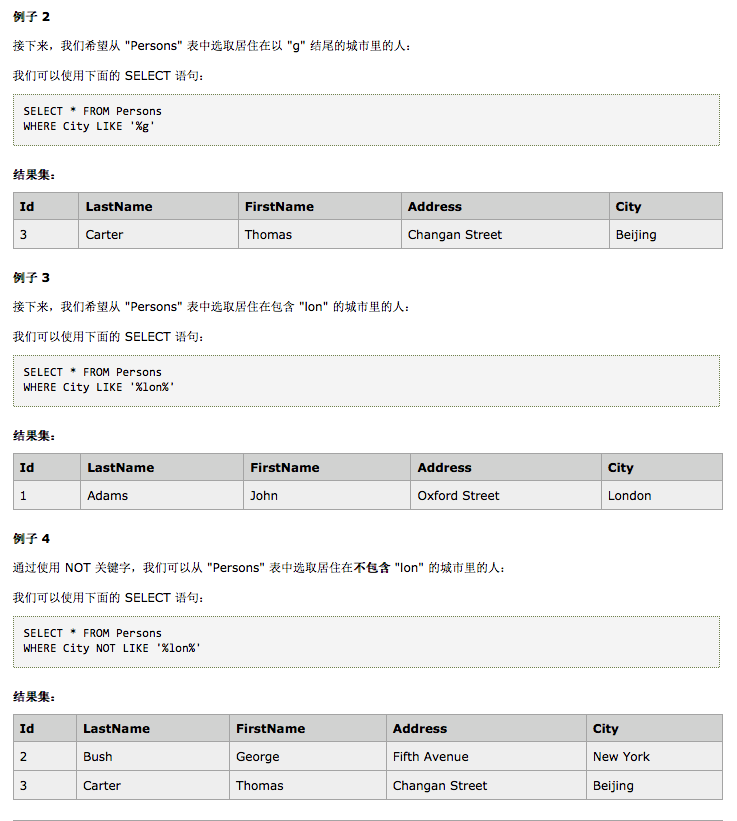 例子 2
接下来，我们希望从 "Persons" 表中选取居住在以 "g" 结尾的城市里的人：
我们可以使用下面的 SELECT 语句：
SELECT * FROM Persons
WHERE City LIKE '%g'
结果集：
Id LastName FirstName Address City
3 Carter Thomas Changan Street Beijing
例子 3
接下来，我们希望从 "Persons" 表中选取居住在包含 "lon" 的城市里的人：
我们可以使用下面的 SELECT 语句：
SELECT * FROM Persons
WHERE City LIKE '%lon%'
结果集：
Id LastName FirstName Address City
1 Adams John Oxford Street London
例子 4
通过使用 NOT 关键字，我们可以从 "Persons" 表中选取居住在不包含 "lon" 的城市里的人：
我们可以使用下面的 SELECT 语句：
SELECT * FROM Persons
WHERE City NOT LIKE '%lon%'
结果集：
Id LastName FirstName Address City
2 Bush George Fifth Avenue New York
3 Carter Thomas Changan Street Beijing